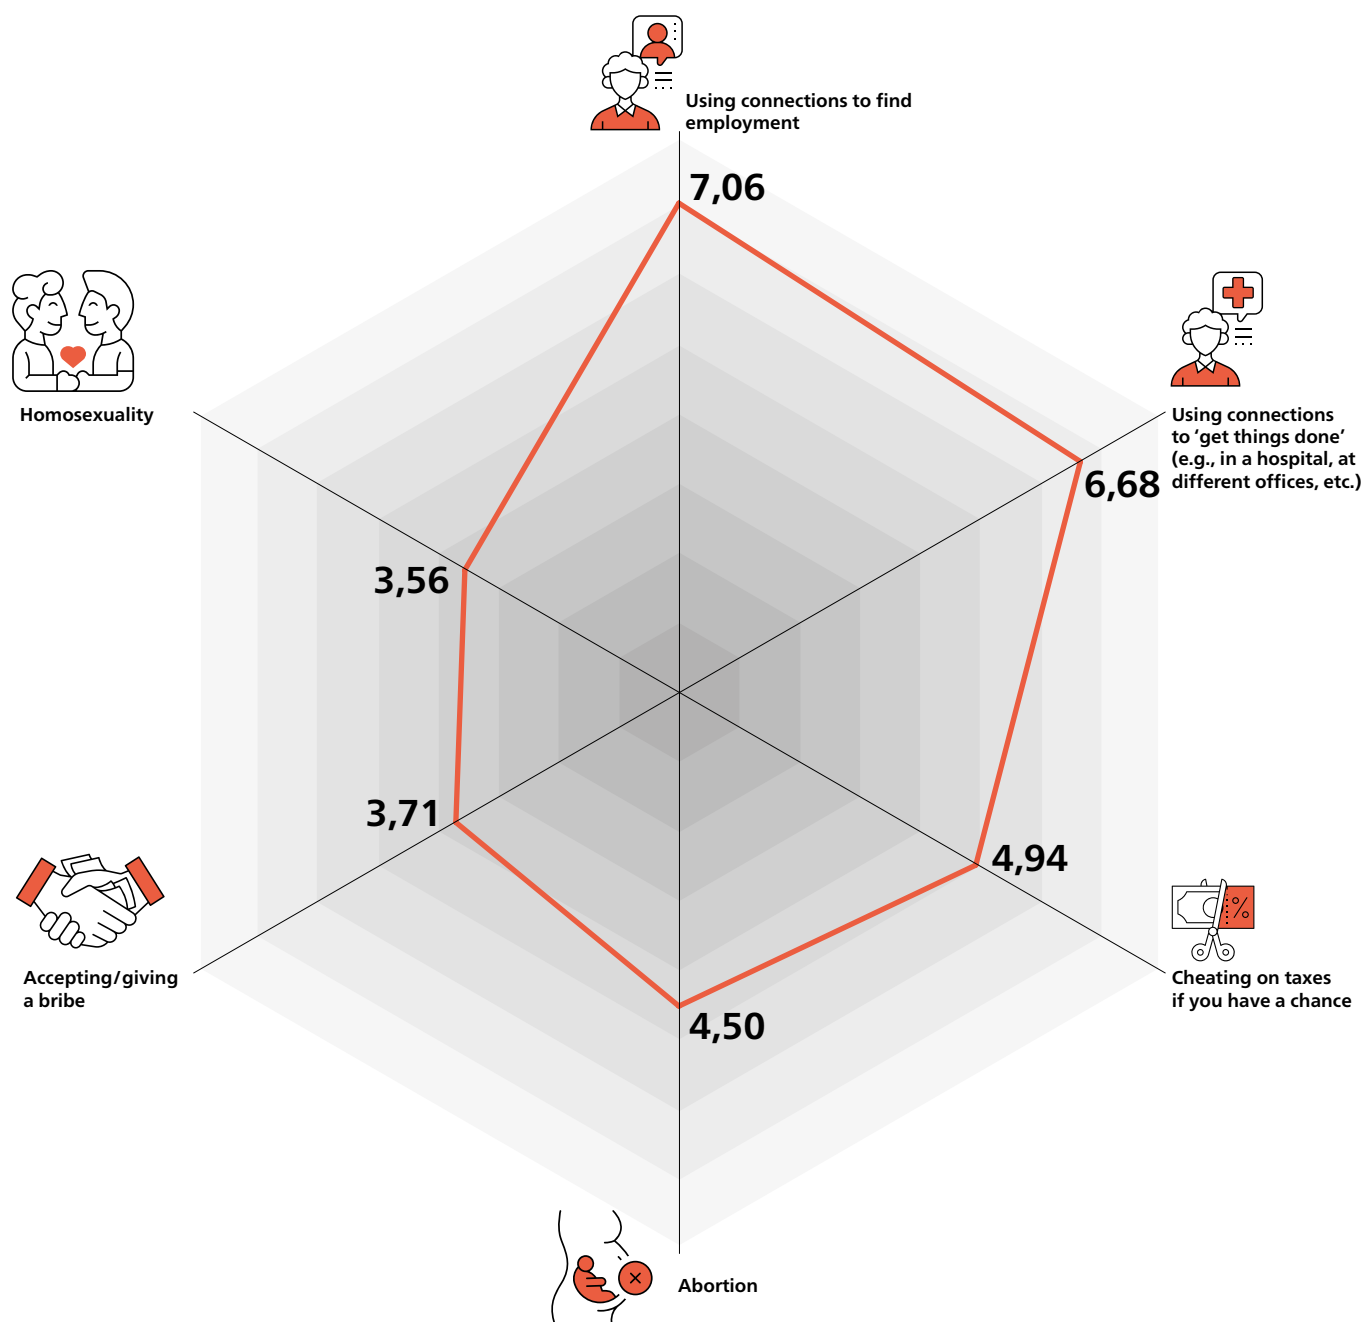 Using connections to find
employment
7,06
Homosexuality
Using connections
to ‘get things done’
(e.g., in a hospital, at
different offices, etc.)
6,68
3,56
3,71
4,94
%
Accepting/giving
a bribe
Cheating on taxes
if you have a chance
4,50
Abortion